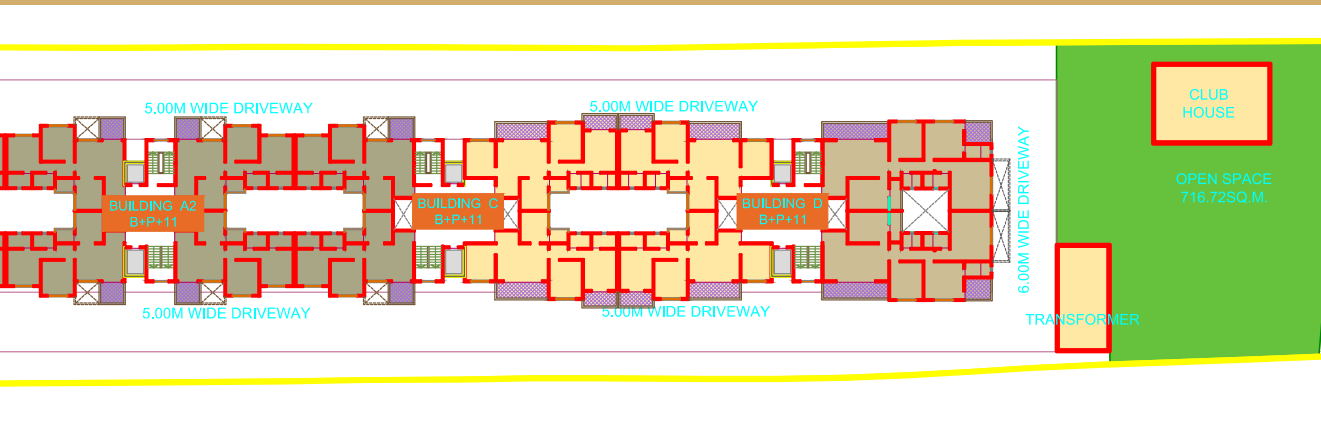 5.00M WIDE DRIVEWAY
5.00M WIDE DRIVEWAY
CLUB
HOUSE
OPEN SPACE
716.72SQ.M.
BUILDING A2
B+P+11
BUILDING C
B+P+11
BUILDING D
B+P+11
6.00M WIDE DRIVEWAY
5.00M WIDE DRIVEWAY
5.00M WIDE DRIVEWAY
TRANSFORMER